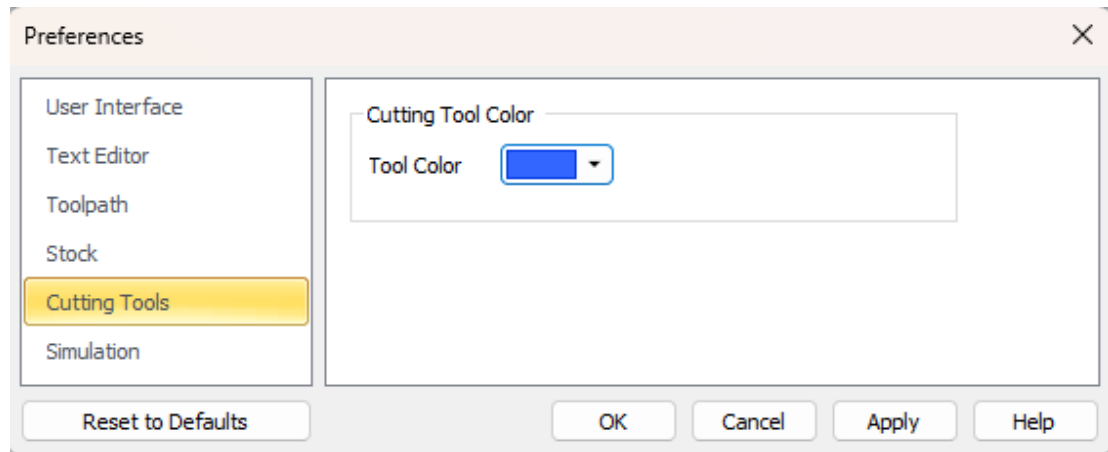 Preferences
User Interface
Text Editor
Toolpath
Stock
Cutting Tools
Simulation
Cutting Tool Color
Tool Color
Reset to Defaults
OK
Cancel
Apply
Help